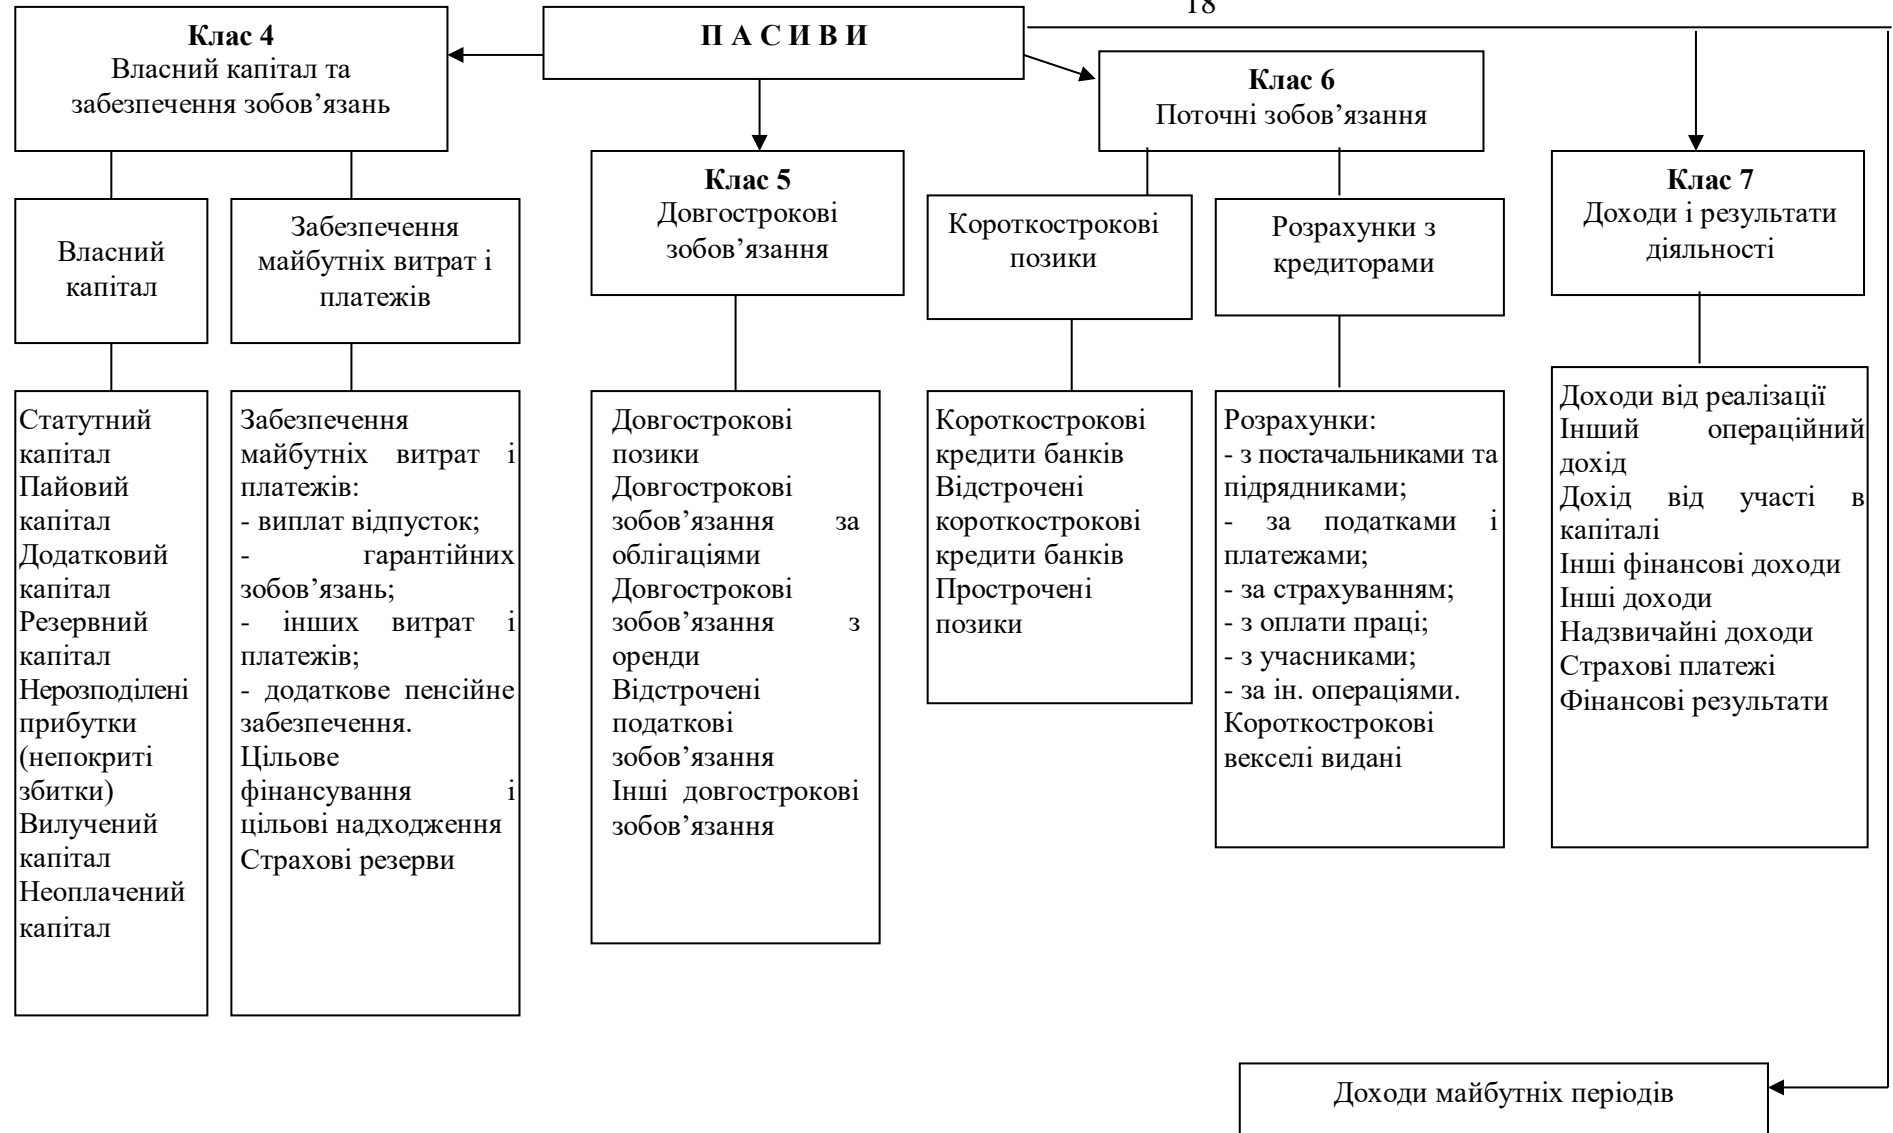 18
П А С И В И
Клас 4
Власний капітал та
забезпечення зобов’язань
Власний
капітал
Статутний
капітал
Пайовий
капітал
Додатковий
капітал
Резервний
капітал
Нерозподілені
прибутки
(непокриті
збитки)
Вилучений
капітал
Неоплачений
капітал
Забезпечення
майбутніх витрат і
платежів
Забезпечення
майбутніх витрат і
платежів:
- виплат відпусток;
- гарантійних
зобов’язань;
- інших витрат і
платежів;
- додаткове пенсійне
забезпечення.
Цільове
фінансування і
цільові надходження
Страхові резерви
Клас 5
Довгострокові
зобов’язання
Довгострокові
позики
Довгострокові
зобов’язання за
облігаціями
Довгострокові
зобов’язання з
оренди
Відстрочені
податкові
зобов’язання
Інші довгострокові
зобов’язання
Клас 6
Поточні зобов’язання
Короткострокові
позики
Короткострокові
кредити банків
Відстрочені
короткострокові
кредити банків
Прострочені
позики
Розрахунки з
кредиторами
Розрахунки:
- з постачальниками та
підрядниками;
- за податками і
платежами;
- за страхуванням;
- з оплати праці;
- з учасниками;
- за ін. операціями.
Короткострокові
векселі видані
Клас 7
Доходи і результати
діяльності
Доходи від реалізації
Інший операційний
дохід
Дохід від участі в
капіталі
Інші фінансові доходи
Інші доходи
Надзвичайні доходи
Страхові платежі
Фінансові результати
Доходи майбутніх періодів